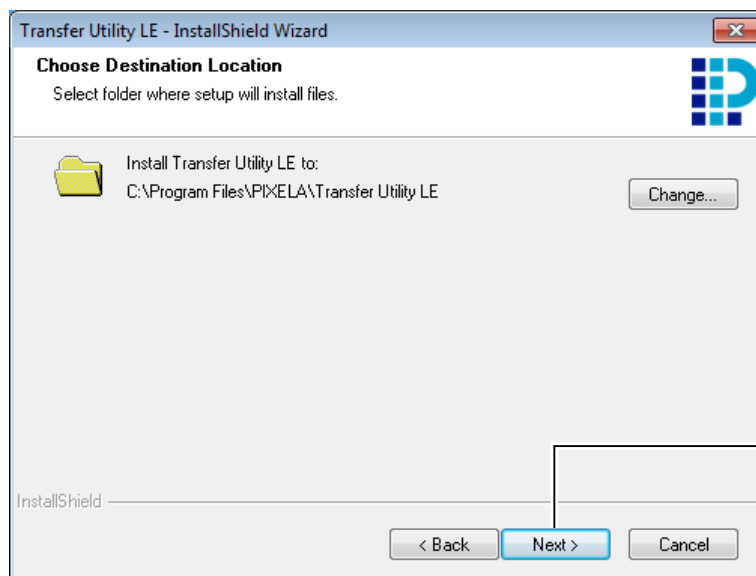 Transfer Utility LE - InstallShield Wizard
Choose Destination Location
Select folder where setup will install files.
Install Transfer Utility LE to:
C:\Program Files\PIXELA\Transfer Utility LE
Change...
InstallShield
< Back
Next >
Cancel